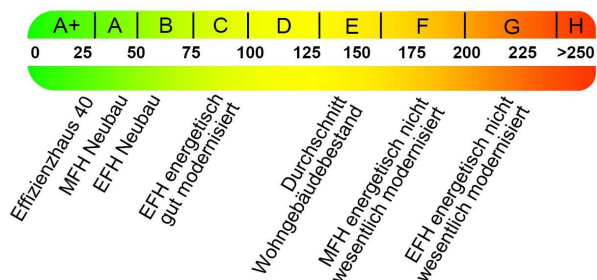 A+ A B C D E F G H
0 25 50 75 100 125 150 175 200 225 >250
Effizienzhaus 40
MFH Neubau
EFH Neubau
EFH energetisch
gut modernisiert
Durchschnitt
Wohngebäudebestand
MFH energetisch nicht
wesentlich modernisiert
EFH energetisch nicht
wesentlich modernisiert